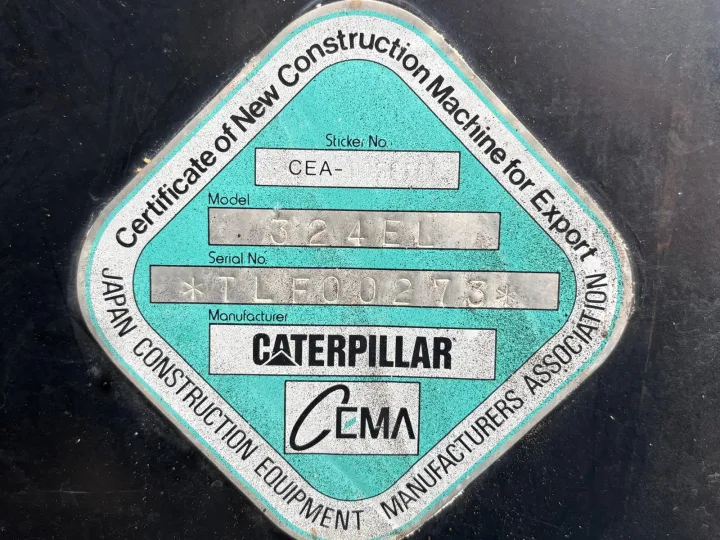 Certificate of New Construction Machine for Export
Sticker No.
CEA-
Model
324EL
Serial No.
*TLF00273*
Manufacturer
CATERPILLAR
CEMA
JAPAN CONSTRUCTION EQUIPMENT MANUFACTURERS ASSOCIATION